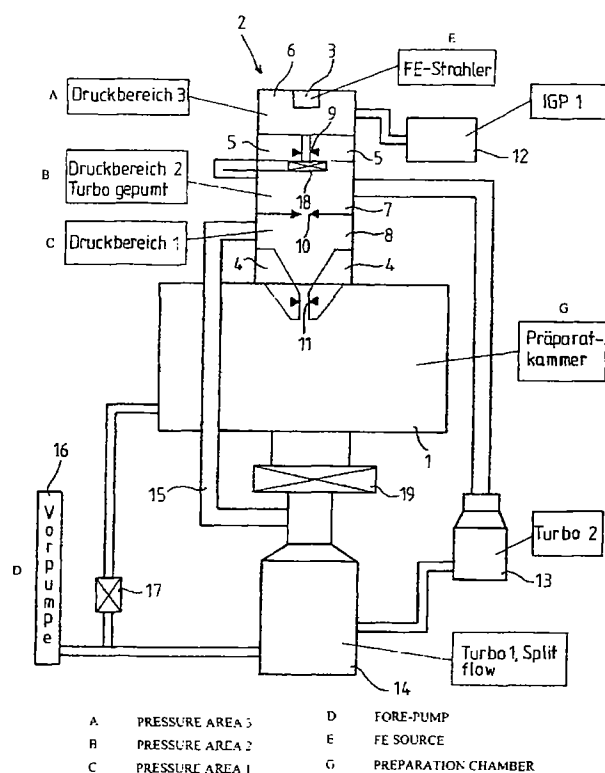 2
E
6
3
FE-Strahler
A
Druckbereich 3
9
IGP 1
5
5
12
B
Druckbereich 2
Turbo gepumt
18
7
C
Druckbereich 1
10
8
4
4
G
11
Präparat-
kammer
1
16
15
19
D
Vorpumpe
17
Turbo 2
13
Turbo 1, Split
flow
14
A PRESSURE AREA 3
B PRESSURE AREA 2
C PRESSURE AREA 1
D FORE-PUMP
E FE SOURCE
G PREPARATION CHAMBER